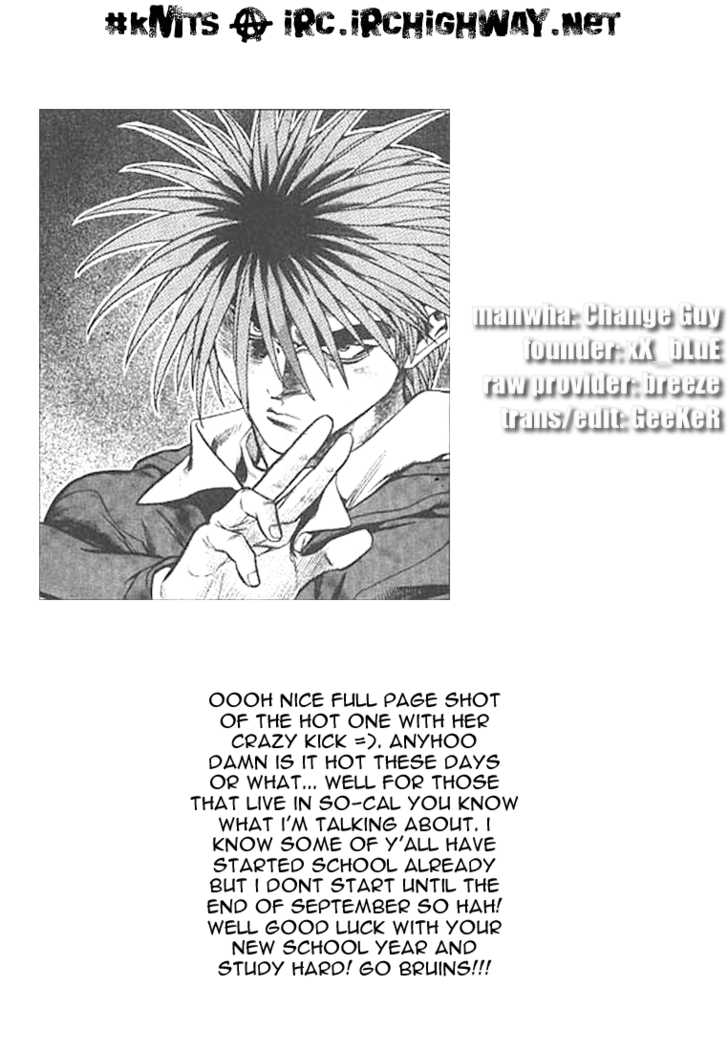 #kMTs @ iRC.iRCHiGHWAY.NET
manwha: Change Guy
founder: xX_bLuE
raw provider: breeze
trans/edit: GeeKeR
OOOH NICE FULL PAGE SHOT
OF THE HOT ONE WITH HER
CRAZY KICK =). ANYHOO
DAMN IS IT HOT THESE DAYS
OR WHAT... WELL FOR THOSE
THAT LIVE IN SO-CAL YOU KNOW
WHAT I'M TALKING ABOUT. I
KNOW SOME OF Y'ALL HAVE
STARTED SCHOOL ALREADY
BUT I DONT START UNTIL THE
END OF SEPTEMBER SO HAH!
WELL GOOD LUCK WITH YOUR
NEW SCHOOL YEAR AND
STUDY HARD! GO BRUINS!!!